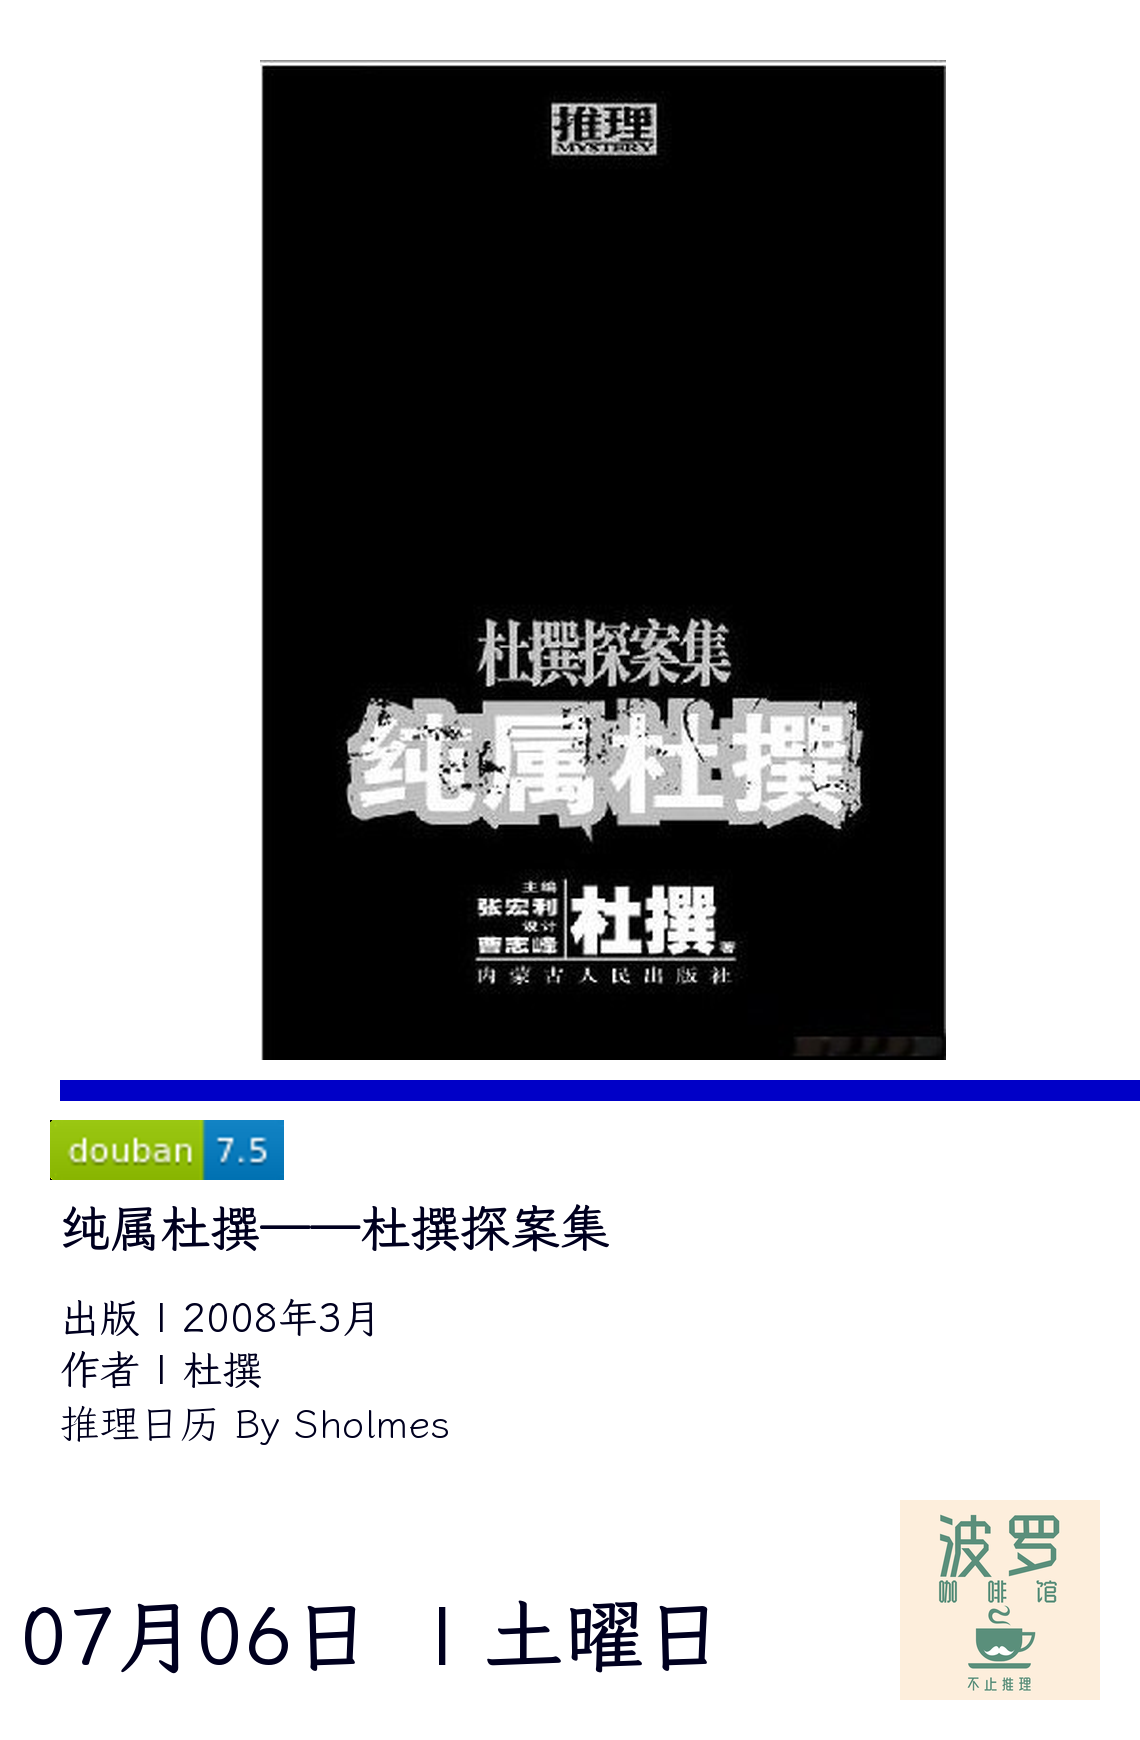 推理
MYSTERY
杜撰探案集
纯属杜撰
主编
张宏利
设计
曹志峰
杜撰 著
内蒙古人民出版社
douban 7.5
纯属杜撰——杜撰探案集
出版 | 2008年3月
作者 | 杜撰
推理日历 By Sholmes
波罗
咖啡馆
不止推理
07月06日 | 土曜日